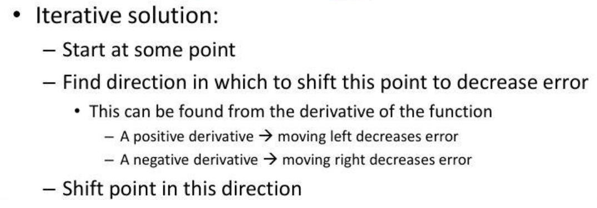 • Iterative solution:
– Start at some point
– Find direction in which to shift this point to decrease error
• This can be found from the derivative of the function
– A positive derivative → moving left decreases error
– A negative derivative → moving right decreases error
– Shift point in this direction